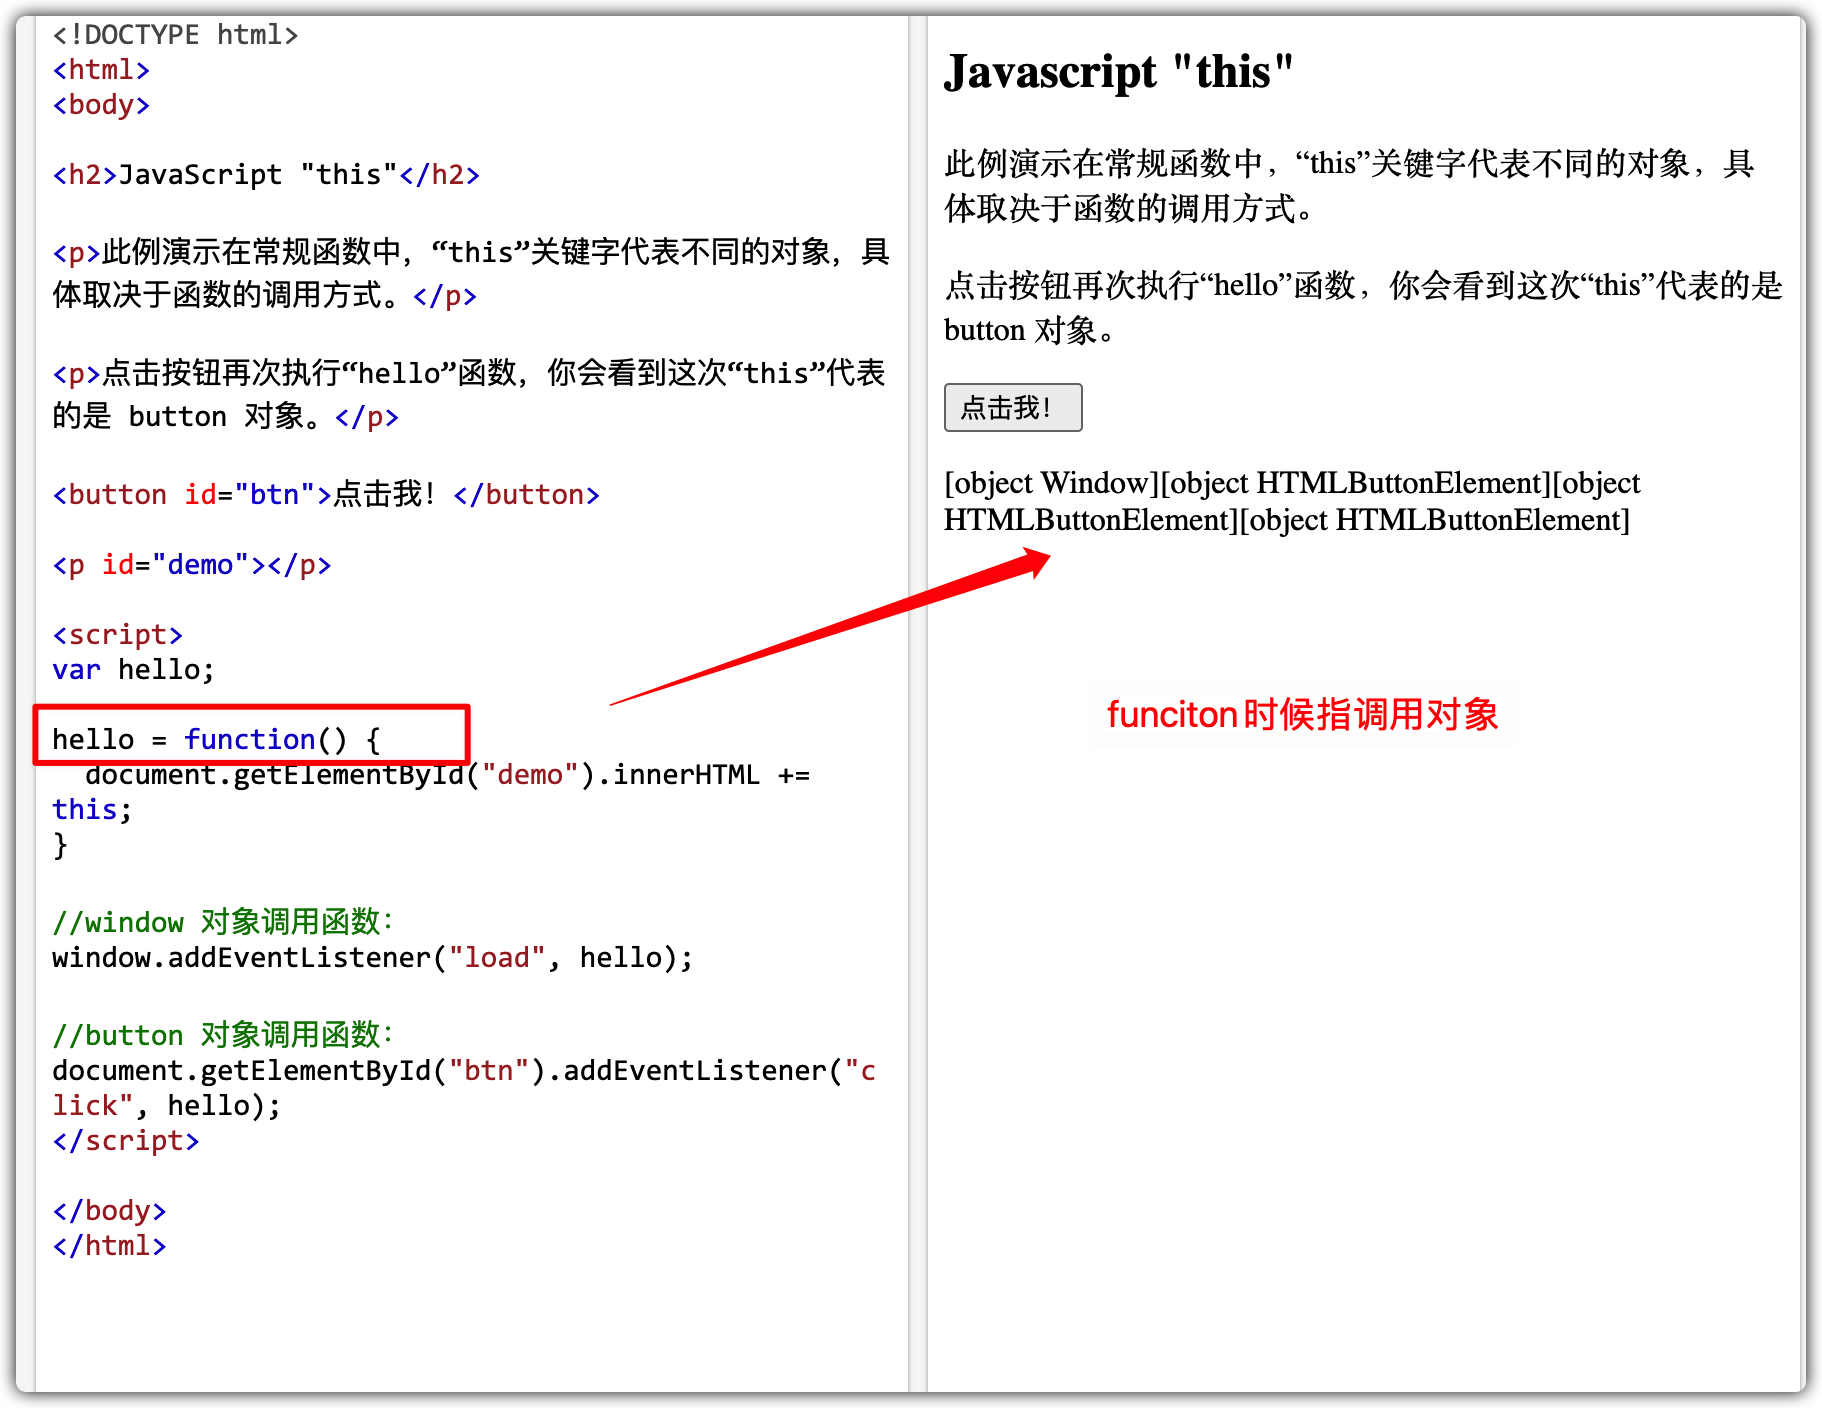 <!DOCTYPE html>
<html>
<body>
<h2>JavaScript "this"</h2>
<p>此例演示在常规函数中，“this”关键字代表不同的对象，具
体取决于函数的调用方式。</p>
<p>点击按钮再次执行“hello”函数，你会看到这次“this”代表
的是 button 对象。</p>
<button id="btn">点击我！</button>
<p id="demo"></p>
<script>
var hello;
hello = function() {
  document.getElementById("demo").innerHTML +=
this;
}
//window 对象调用函数：
window.addEventListener("load", hello);
//button 对象调用函数：
document.getElementById("btn").addEventListener("c
lick", hello);
</script>
</body>
</html>
Javascript "this"
此例演示在常规函数中，“this”关键字代表不同的对象，具
体取决于函数的调用方式。
点击按钮再次执行“hello”函数，你会看到这次“this”代表的是
button 对象。
点击我！
[object Window][object HTMLButtonElement][object
HTMLButtonElement][object HTMLButtonElement]
funciton时候指调用对象